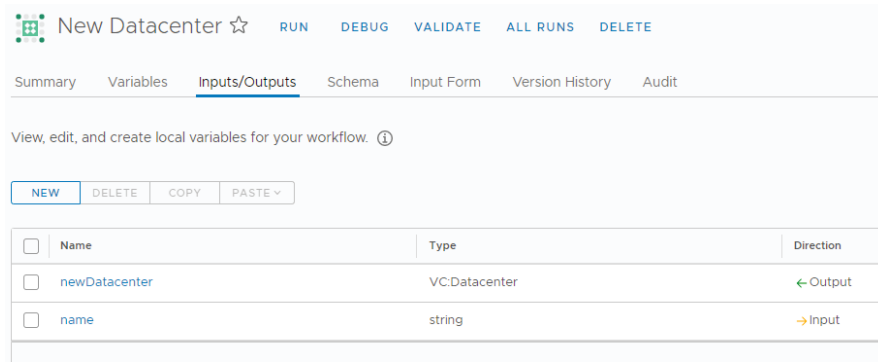 New Datacenter RUN DEBUG VALIDATE ALL RUNS DELETE
Summary Variables Inputs/Outputs Schema Input Form Version History Audit
View, edit, and create local variables for your workflow.
NEW DELETE COPY PASTE
Name Type Direction
newDatacenter VC:Datacenter ← Output
name string → Input